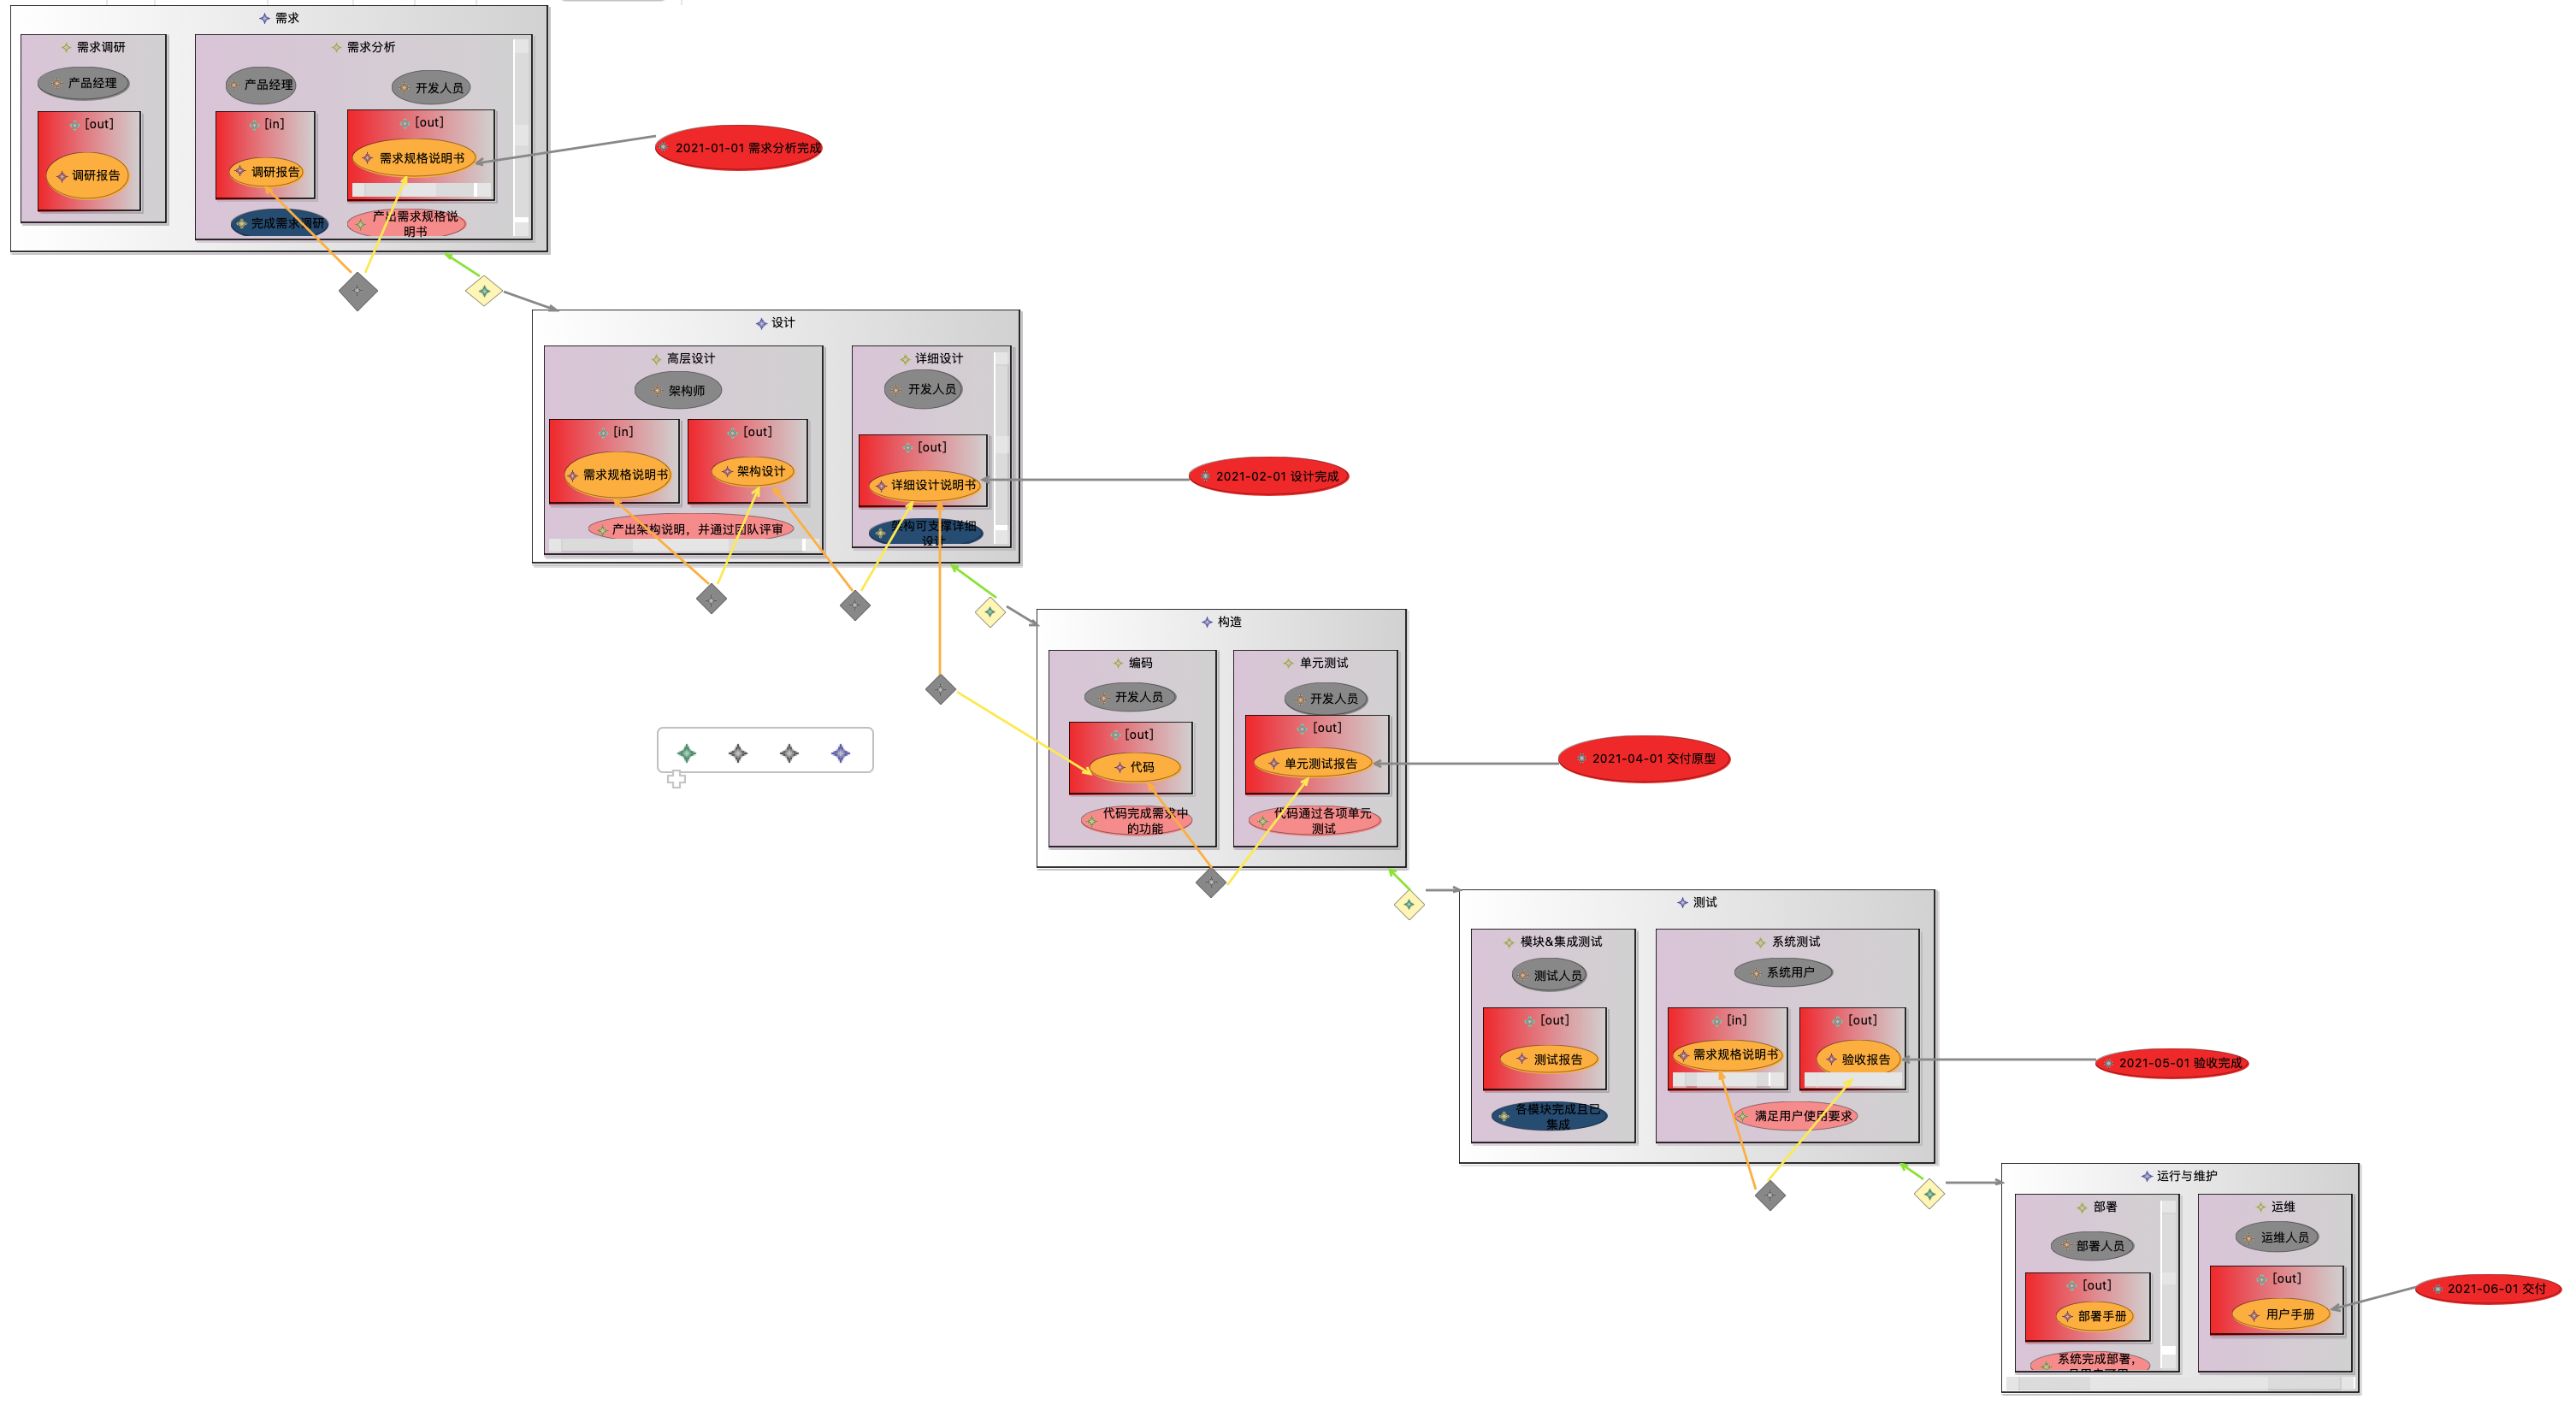 需求
需求调研
产品经理
[out]
调研报告
需求分析
产品经理
开发人员
[in]
调研报告
[out]
需求规格说明书
完成需求调研
产出需求规格说
明书
2021-01-01 需求分析完成
设计
高层设计
架构师
[in]
需求规格说明书
[out]
架构设计
产出架构说明，并通过团队评审
详细设计
开发人员
[out]
详细设计说明书
架构可支撑详细
设计
2021-02-01 设计完成
构造
编码
开发人员
[out]
代码
代码完成需求中
的功能
单元测试
开发人员
[out]
单元测试报告
代码通过各项单元
测试
2021-04-01 交付原型
测试
模块&集成测试
测试人员
[out]
测试报告
各模块完成且已
集成
系统测试
系统用户
[in]
需求规格说明书
[out]
验收报告
满足用户使用要求
2021-05-01 验收完成
运行与维护
部署
部署人员
[out]
部署手册
系统完成部署，
运维
运维人员
[out]
用户手册
2021-06-01 交付